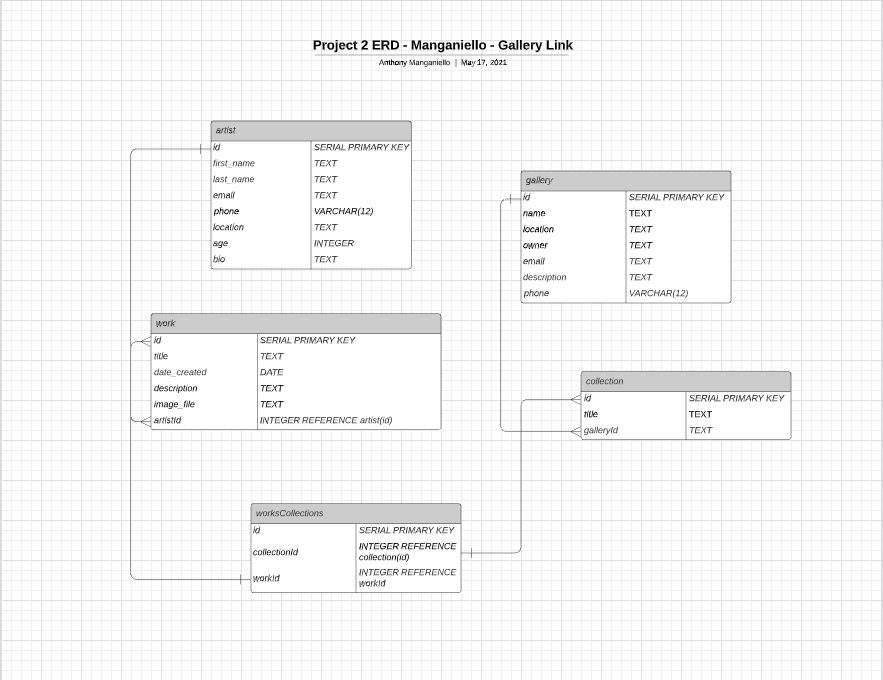 Project 2 ERD - Manganiello - Gallery Link
Anthony Manganiello | May 17, 2021
artist
id SERIAL PRIMARY KEY
first_name TEXT
last_name TEXT
email TEXT
phone VARCHAR(12)
location TEXT
age INTEGER
bio TEXT
gallery
id SERIAL PRIMARY KEY
name TEXT
location TEXT
owner TEXT
email TEXT
description TEXT
phone VARCHAR(12)
work
id SERIAL PRIMARY KEY
title TEXT
date_created DATE
description TEXT
image_file TEXT
artistId INTEGER REFERENCE artist(id)
collection
id SERIAL PRIMARY KEY
title TEXT
galleryId TEXT
worksCollections
id SERIAL PRIMARY KEY
collectionId INTEGER REFERENCE
collection(id)
workId INTEGER REFERENCE
workId